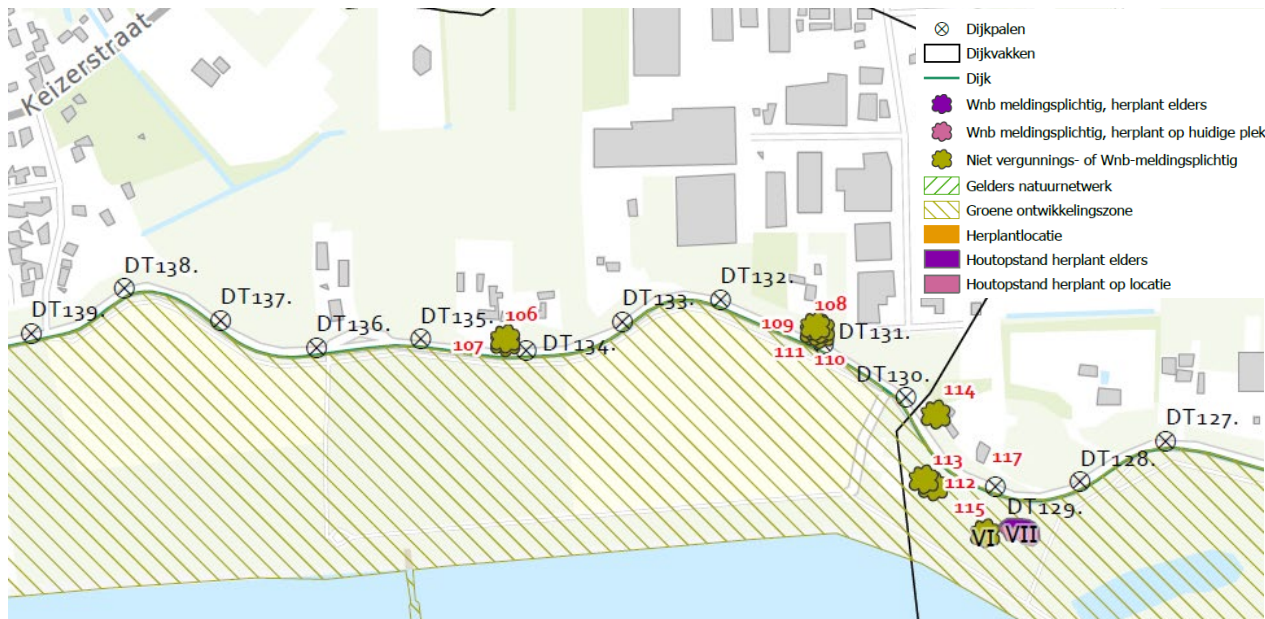 Keizerstraat
Dijkpalen
Dijkvakken
Dijk
Wnb meldingsplichtig, herplant elders
Wnb meldingsplichtig, herplant op huidige plek
Niet vergunnings- of Wnb-meldingsplichtig
Gelders natuurnetwerk
Groene ontwikkelingszone
Herplantlocatie
Houtopstand herplant elders
Houtopstand herplant op locatie
DT138.
DT139.
DT137.
DT136.
DT135.
106
107
DT134.
DT133.
DT132.
108
109
DT131.
111
110
DT130.
114
DT127.
113
117
DT128.
112
115
DT129.
VI
VII